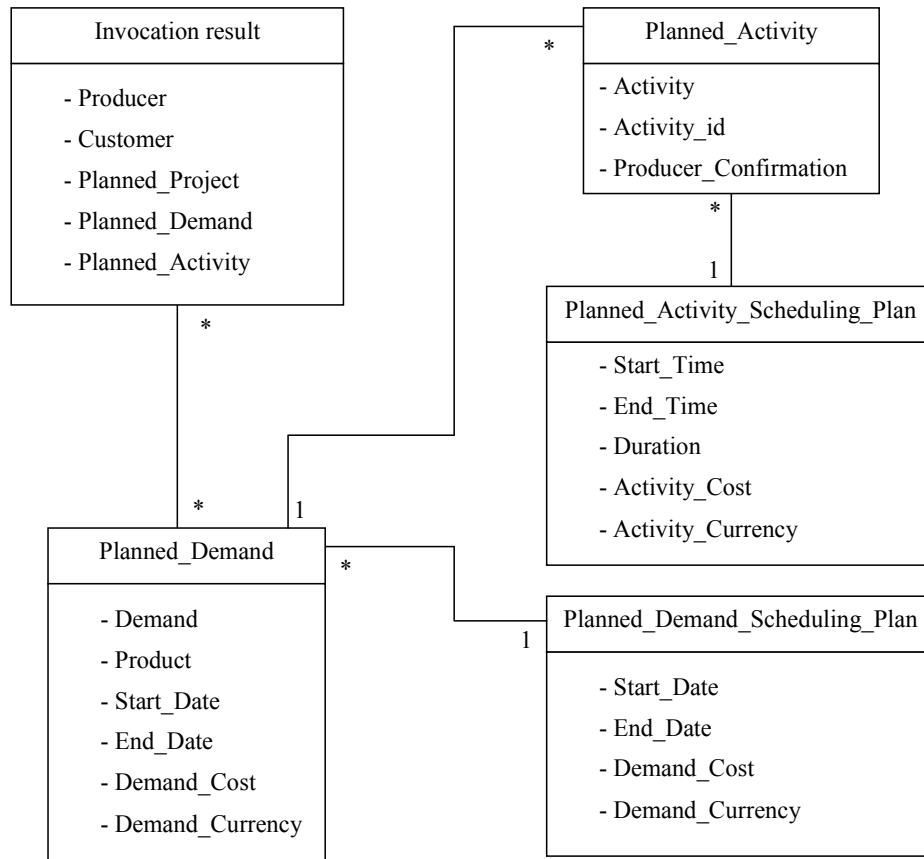 Invocation result
- Producer
- Customer
- Planned_Project
- Planned_Demand
- Planned_Activity
*
*
Planned_Activity
- Activity
- Activity_id
- Producer_Confirmation
*
*
1
Planned_Activity_Scheduling_Plan
- Start_Time
- End_Time
- Duration
- Activity_Cost
- Activity_Currency
1
Planned_Demand
- Demand
- Product
- Start_Date
- End_Date
- Demand_Cost
- Demand_Currency
*
1
Planned_Demand_Scheduling_Plan
- Start_Date
- End_Date
- Demand_Cost
- Demand_Currency